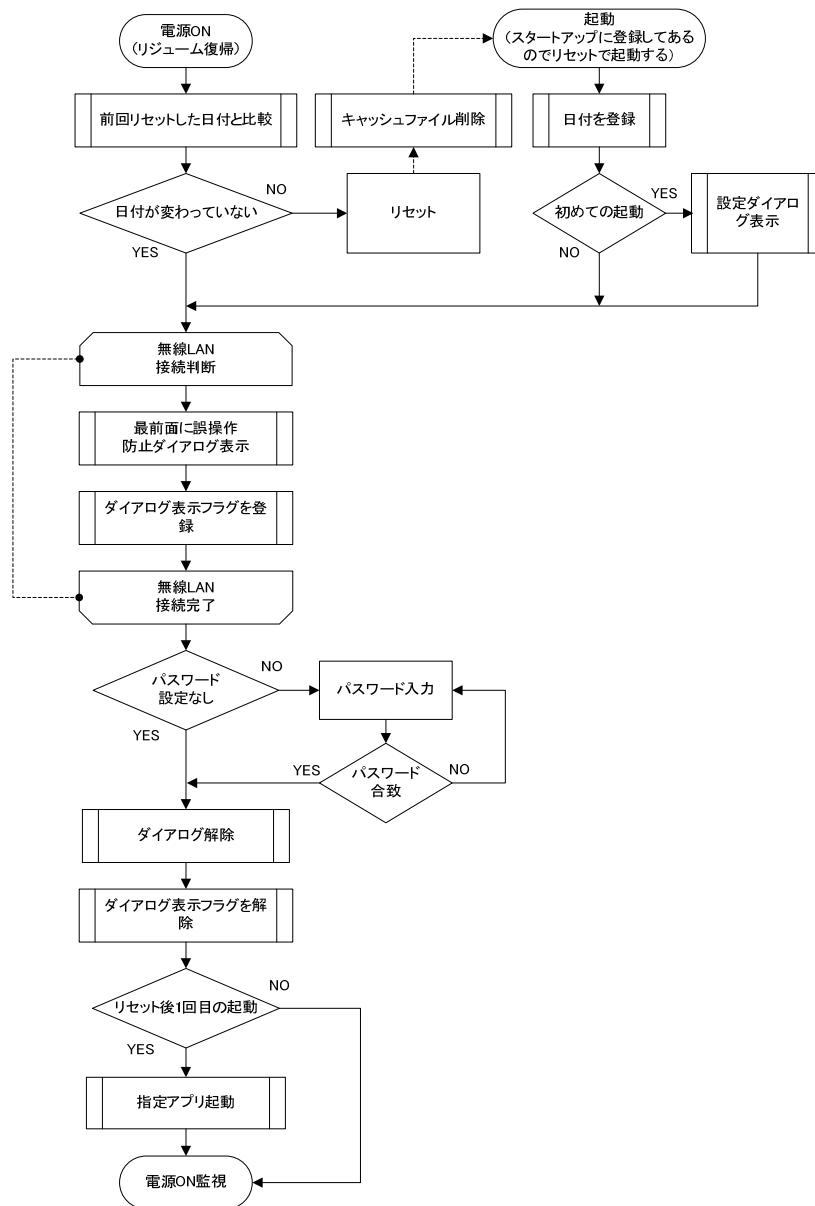 電源ON
（リジューム復帰）
起動
（スタートアップに登録してある
のでリセットで起動する）
前回リセットした日付と比較
キャッシュファイル削除
日付を登録
日付が変わっていない
NO
YES
リセット
初めての起動
YES
NO
設定ダイアロ
グ表示
無線LAN
接続判断
最前面に誤操作
防止ダイアログ表示
ダイアログ表示フラグを登
録
無線LAN
接続完了
パスワード
設定なし
NO
YES
パスワード入力
パスワード
合致
YES
NO
ダイアログ解除
ダイアログ表示フラグを解
除
リセット後1回目の起動
NO
YES
指定アプリ起動
電源ON監視